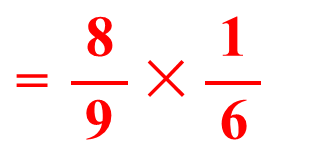 = 8/9 × 1/6